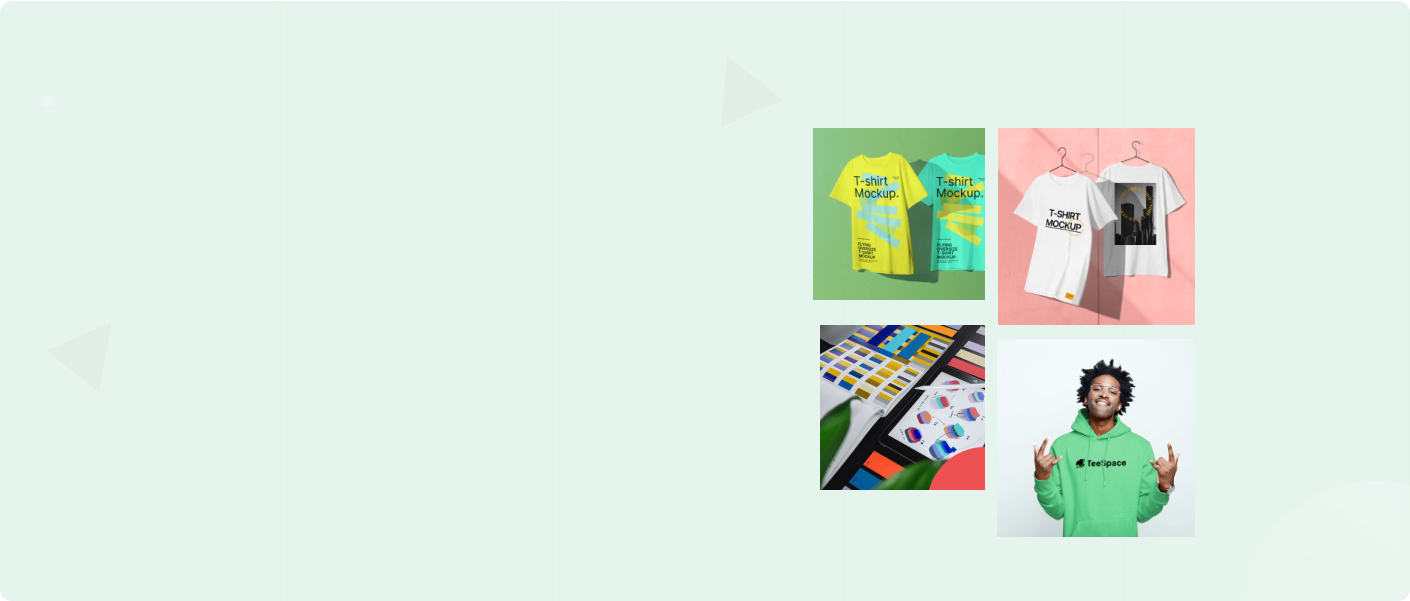 T-shirt
Mockup.
FLYING
OVERSIZE
T-SHIRT
MOCKUP
T-shirt
Mockup.
FLYING
OVERSIZE
T-SHIRT
MOCKUP
T-SHIRT
MOCKUP
TeeSpace